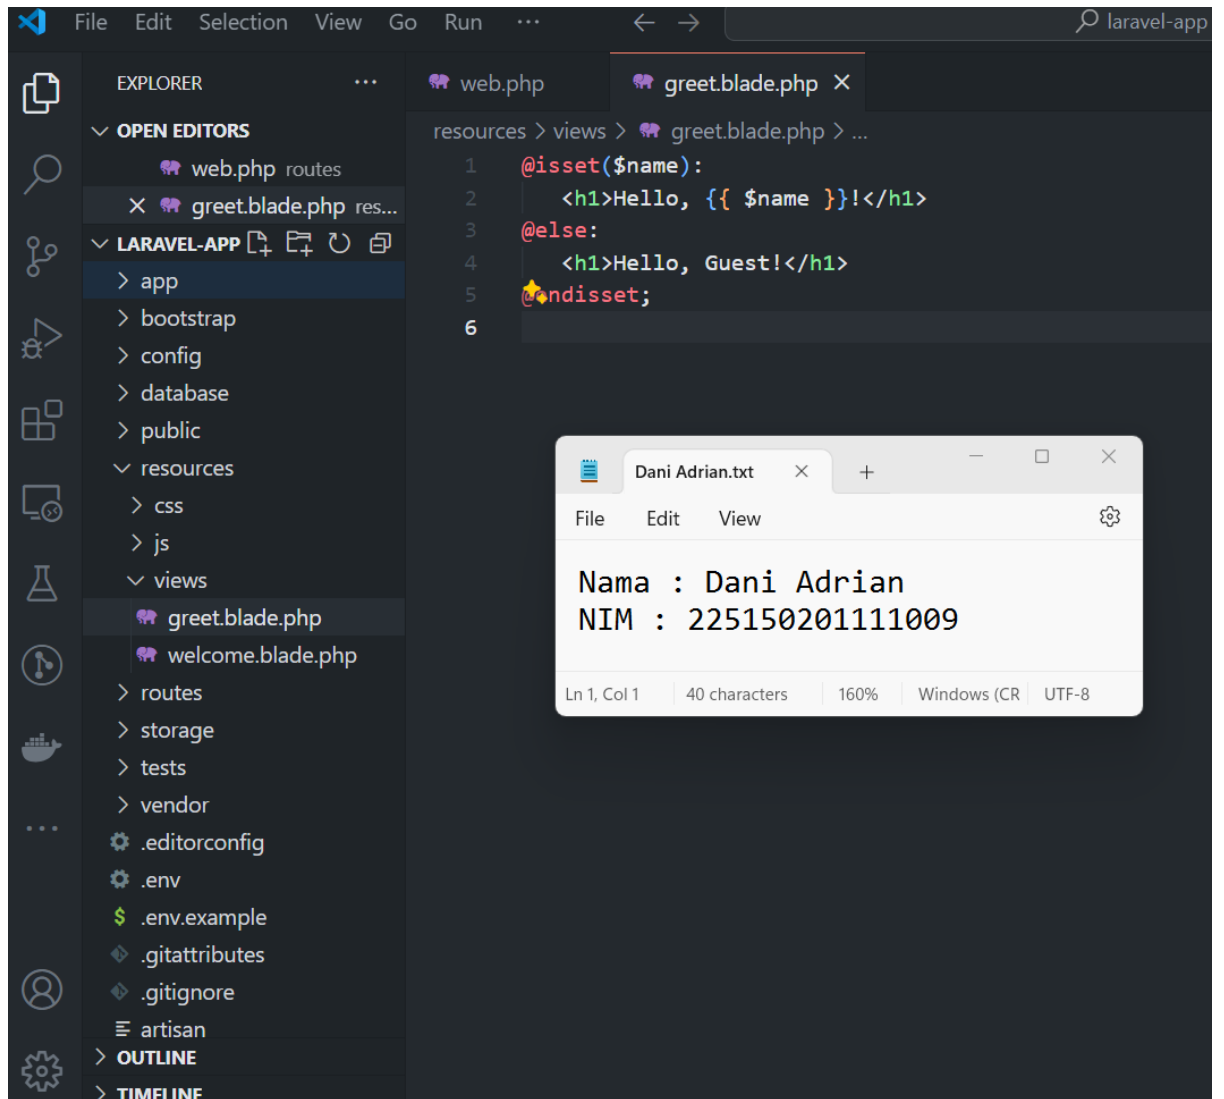 File Edit Selection View Go Run ··· ← → laravel-app
EXPLORER ···
OPEN EDITORS
web.php routes
greet.blade.php res...
LARAVEL-APP
app
bootstrap
config
database
public
resources
css
js
views
greet.blade.php
welcome.blade.php
routes
storage
tests
vendor
.editorconfig
.env
$ .env.example
.gitattributes
.gitignore
artisan
OUTLINE
TIMELINE
web.php greet.blade.php
resources > views > greet.blade.php > ...
1 @isset($name):
2 <h1>Hello, {{ $name }}!</h1>
3 @else:
4 <h1>Hello, Guest!</h1>
5 @endisset;
6
Dani Adrian.txt
File Edit View
Nama : Dani Adrian
NIM : 225150201111009
Ln 1, Col 1 40 characters 160% Windows (CR UTF-8